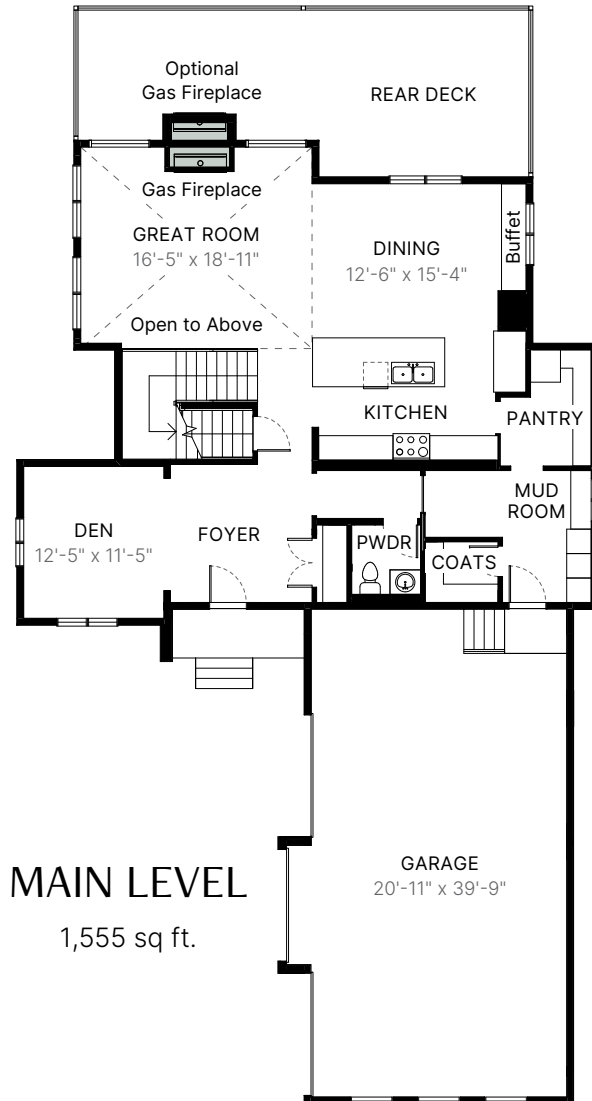 Optional
Gas Fireplace
REAR DECK
Gas Fireplace
GREAT ROOM
16'-5" x 18'-11"
DINING
12'-6" x 15'-4"
Buffet
Open to Above
KITCHEN
PANTRY
MUD
ROOM
DEN
12'-5" x 11'-5"
FOYER
PWDR
COATS
GARAGE
20'-11" x 39'-9"
MAIN LEVEL
1,555 sq ft.